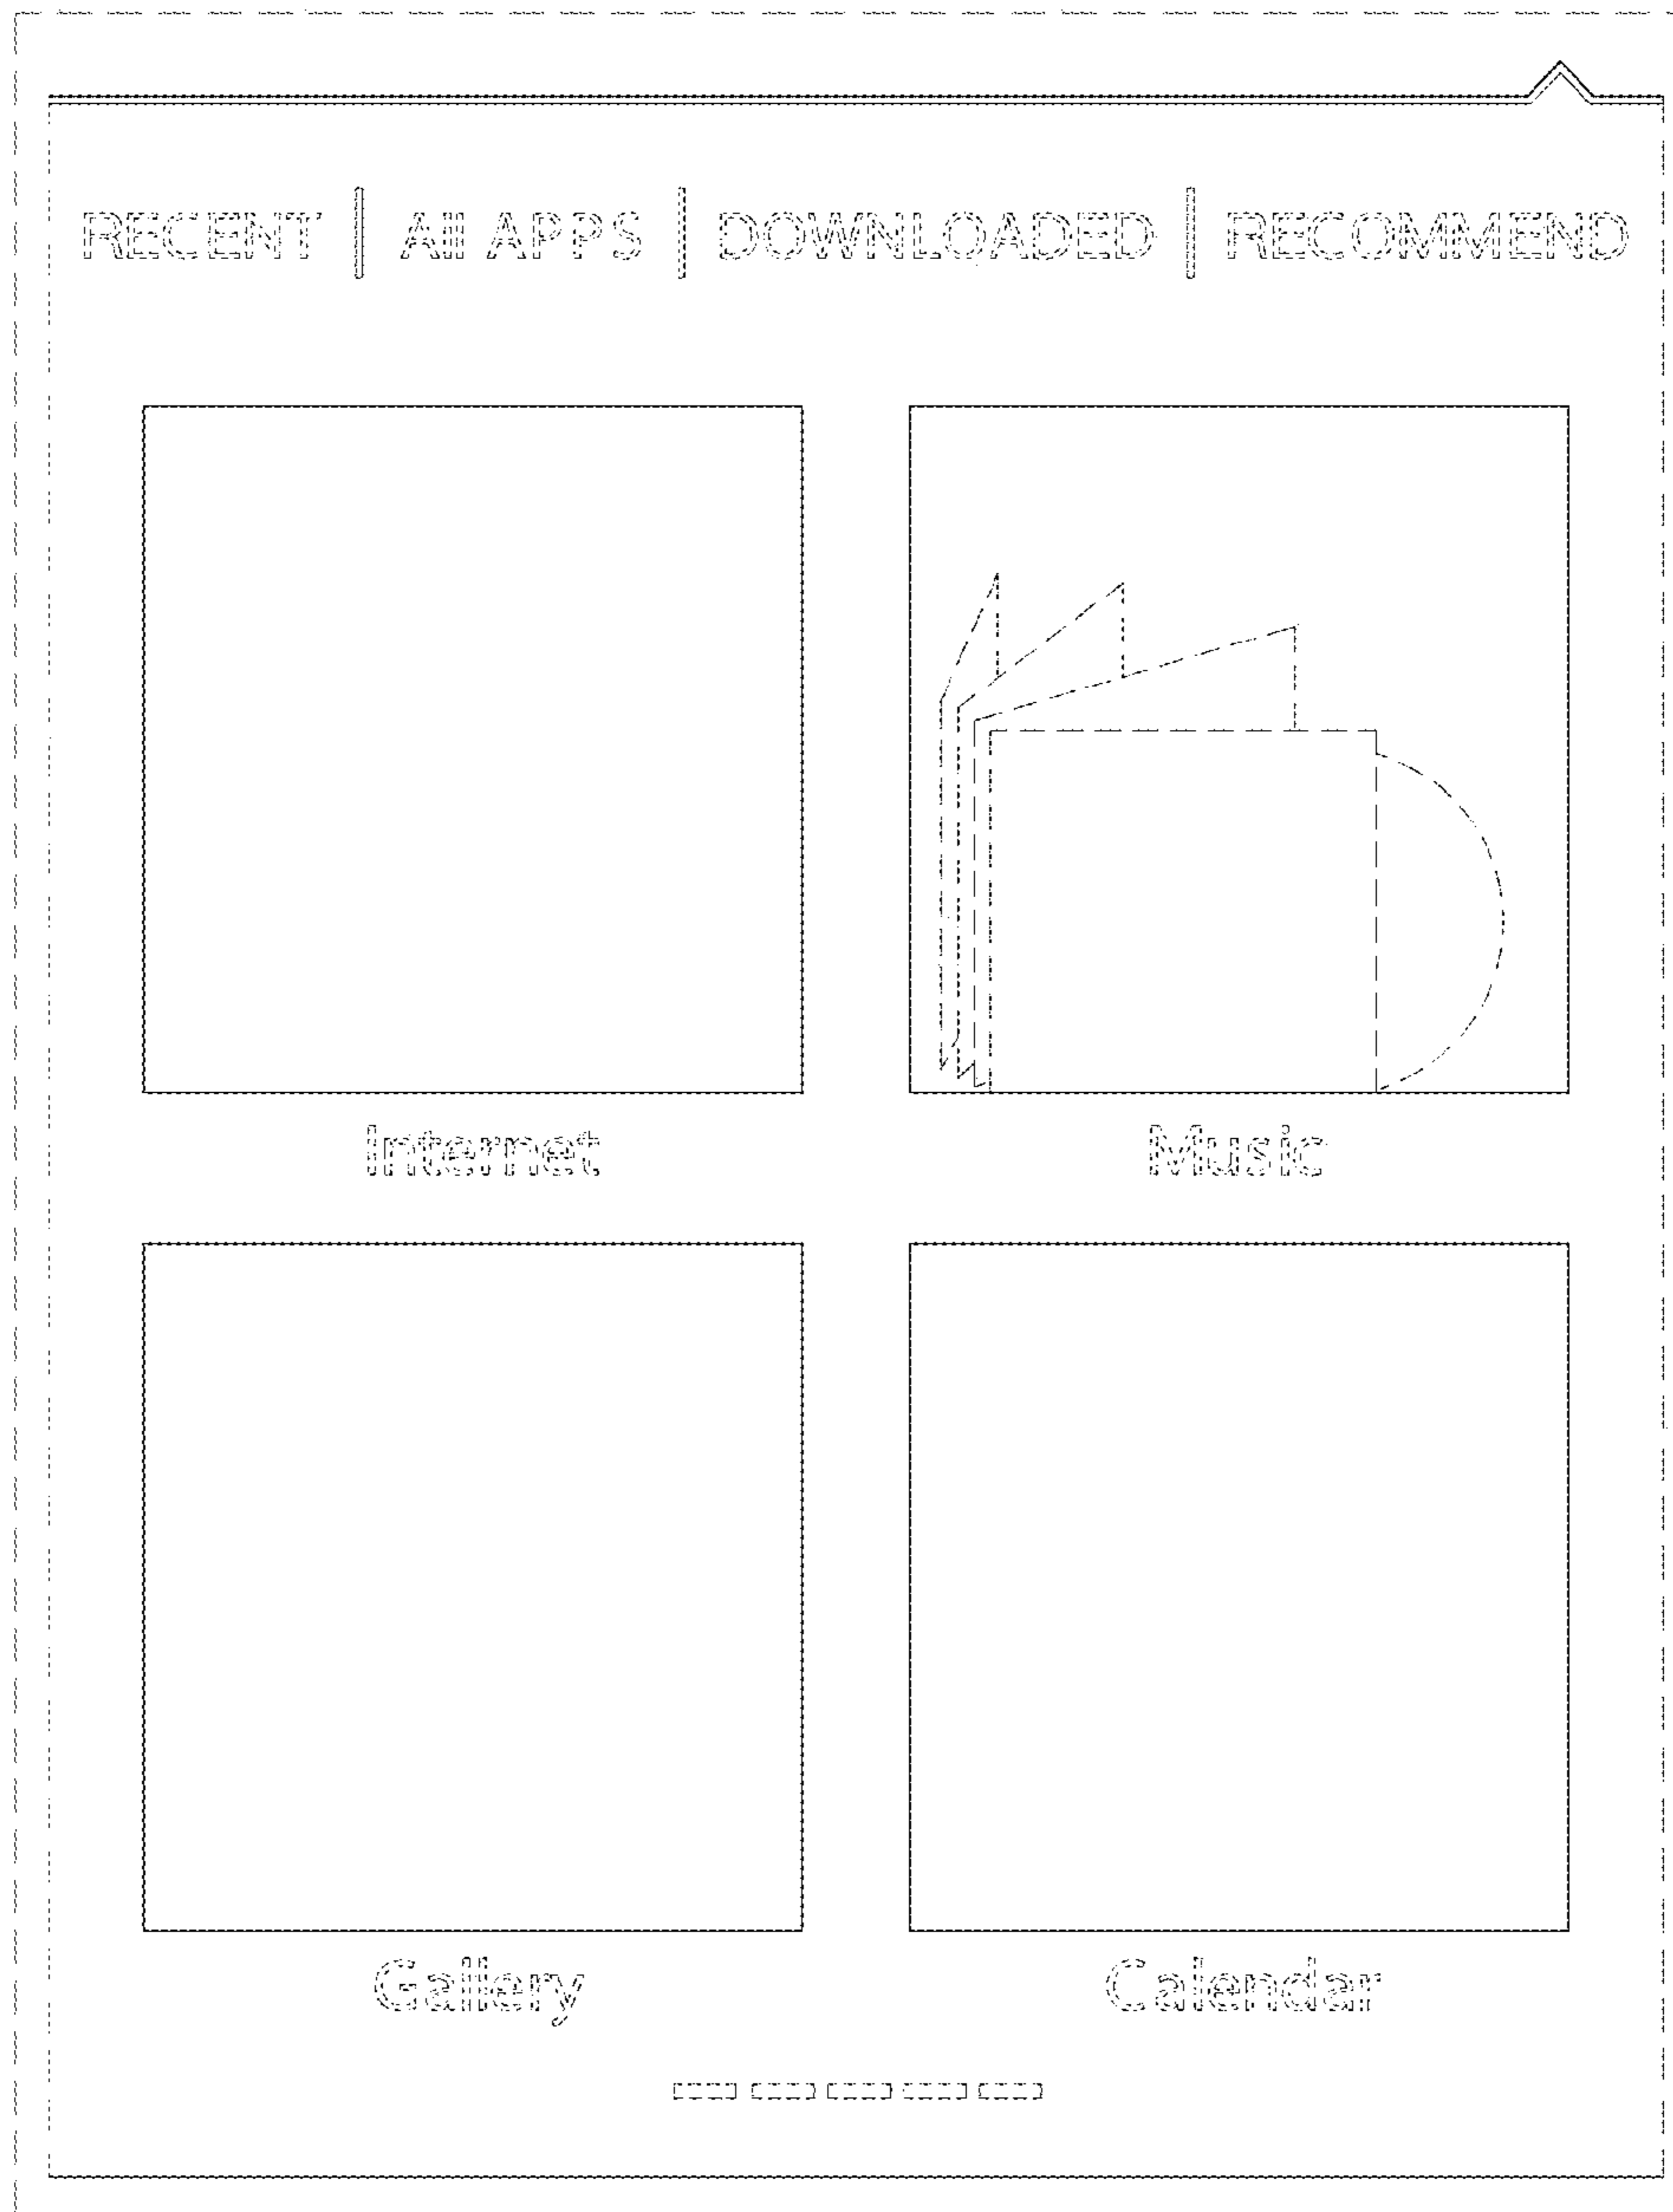 RECENT | All APPS | DOWNLOADED | RECOMMEND
Internet Music
Gallery Calendar